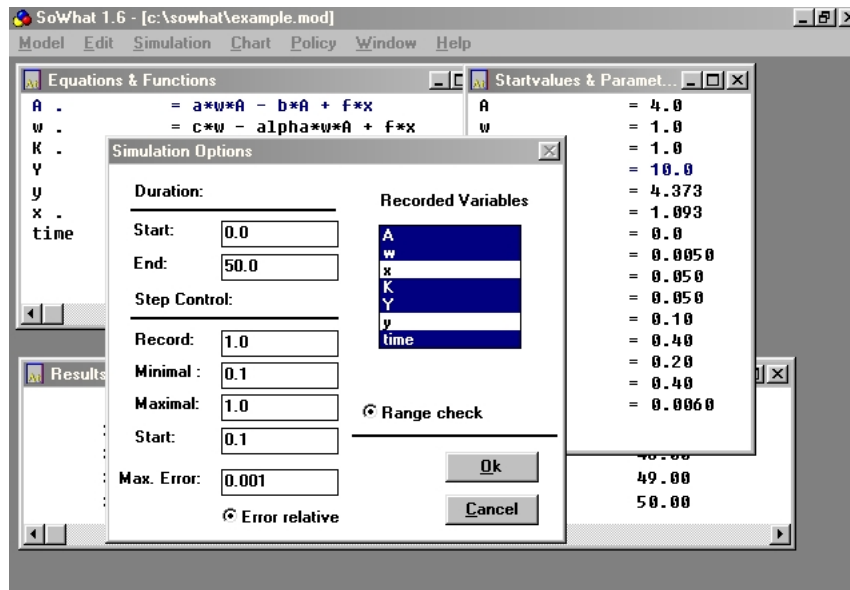 SoWhat 1.6 - [c:\sowhat\example.mod]
Model Edit Simulation Chart Policy Window Help
Equations & Functions
A . = a*w*A - b*A + f*x
w . = c*w - alpha*w*A + f*x
K .
Y
y
x .
time
Startvalues & Paramet...
A = 4.0
w = 1.0
= 1.0
= 10.0
= 4.373
= 1.093
= 0.0
= 0.0050
= 0.050
= 0.050
= 0.10
= 0.40
= 0.20
= 0.40
= 0.0060
Simulation Options
Duration:
Start: 0.0
End: 50.0
Step Control:
Record: 1.0
Minimal : 0.1
Maximal: 1.0
Start: 0.1
Max. Error: 0.001
Error relative
Recorded Variables
A
w
x
K
Y
y
time
Range check
Ok
Cancel
Results
49.00
50.00